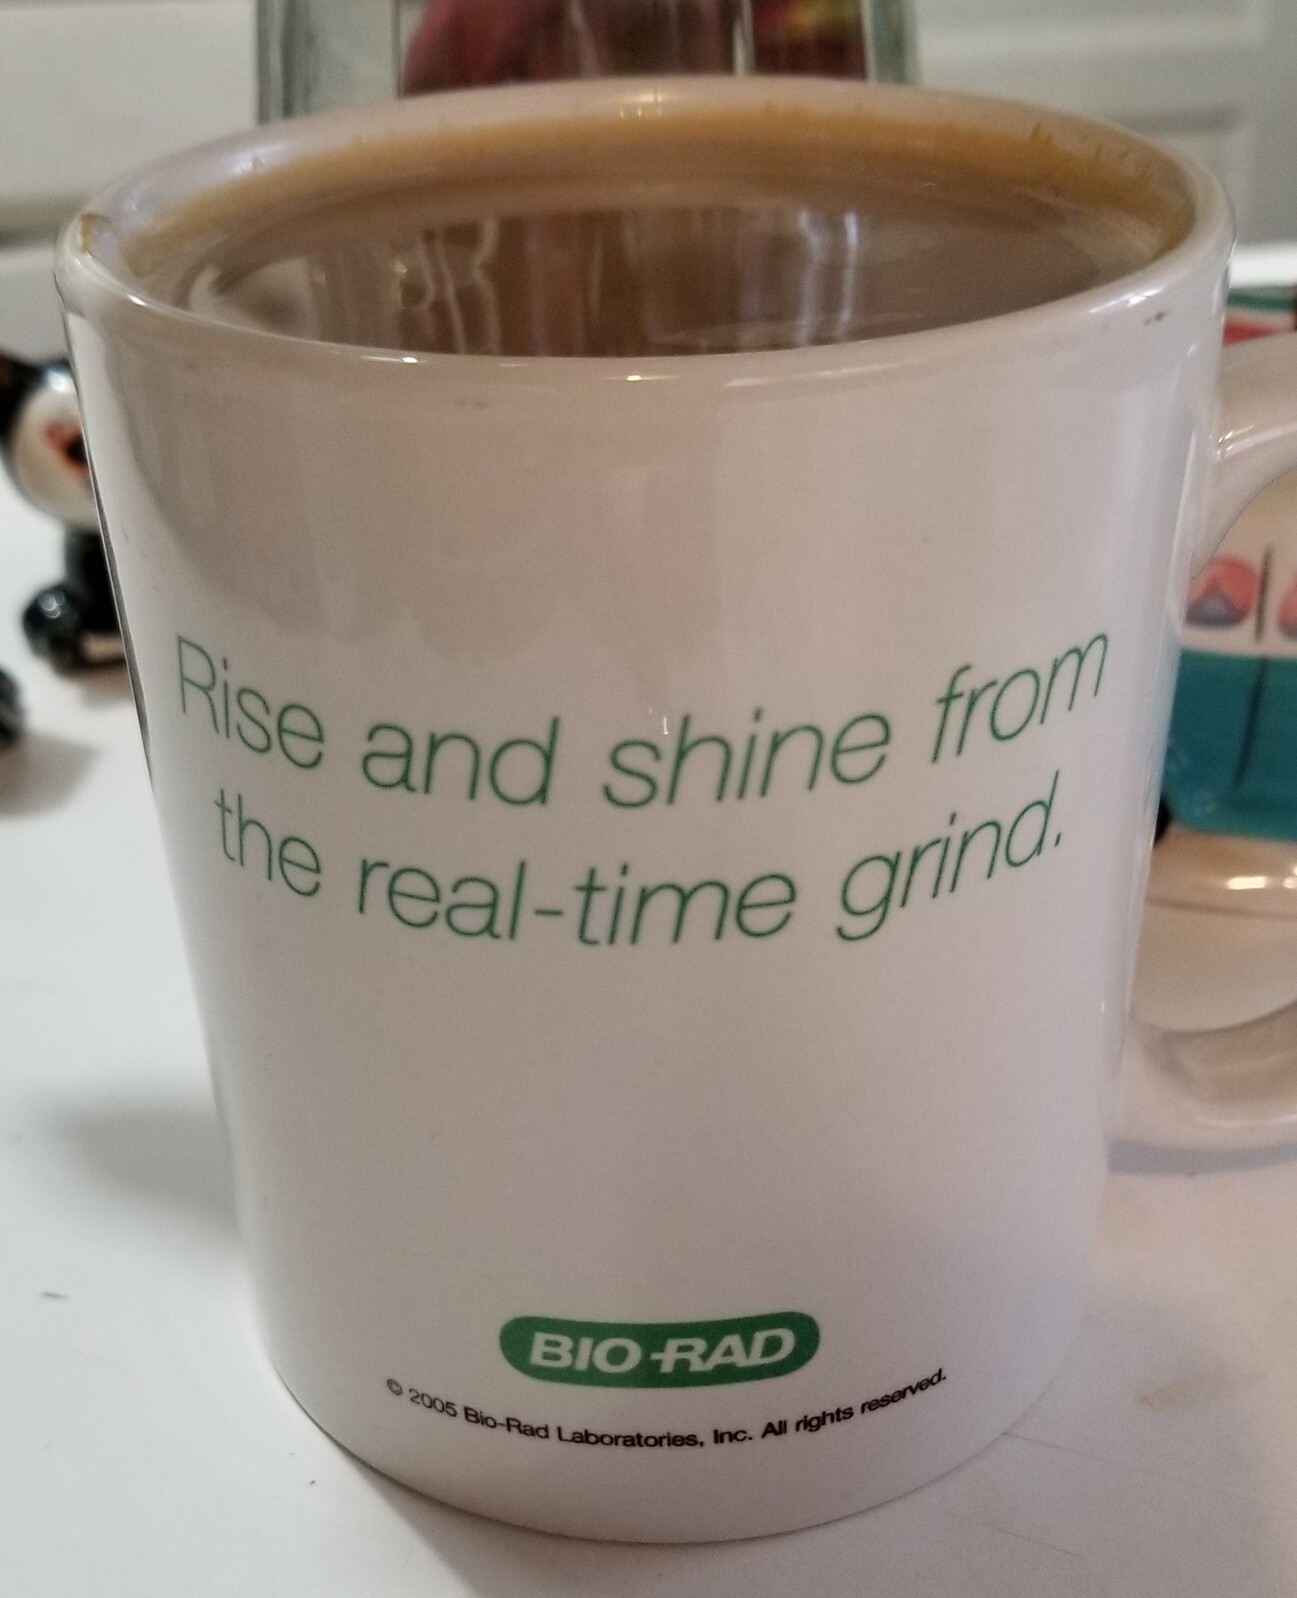 Rise and shine from
the real-time grind.
BIO-RAD
© 2005 Bio-Rad Laboratories, Inc. All rights reserved.